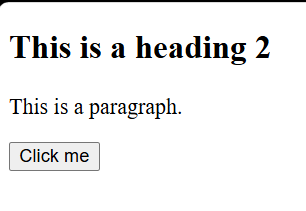 This is a heading 2
This is a paragraph.
Click me